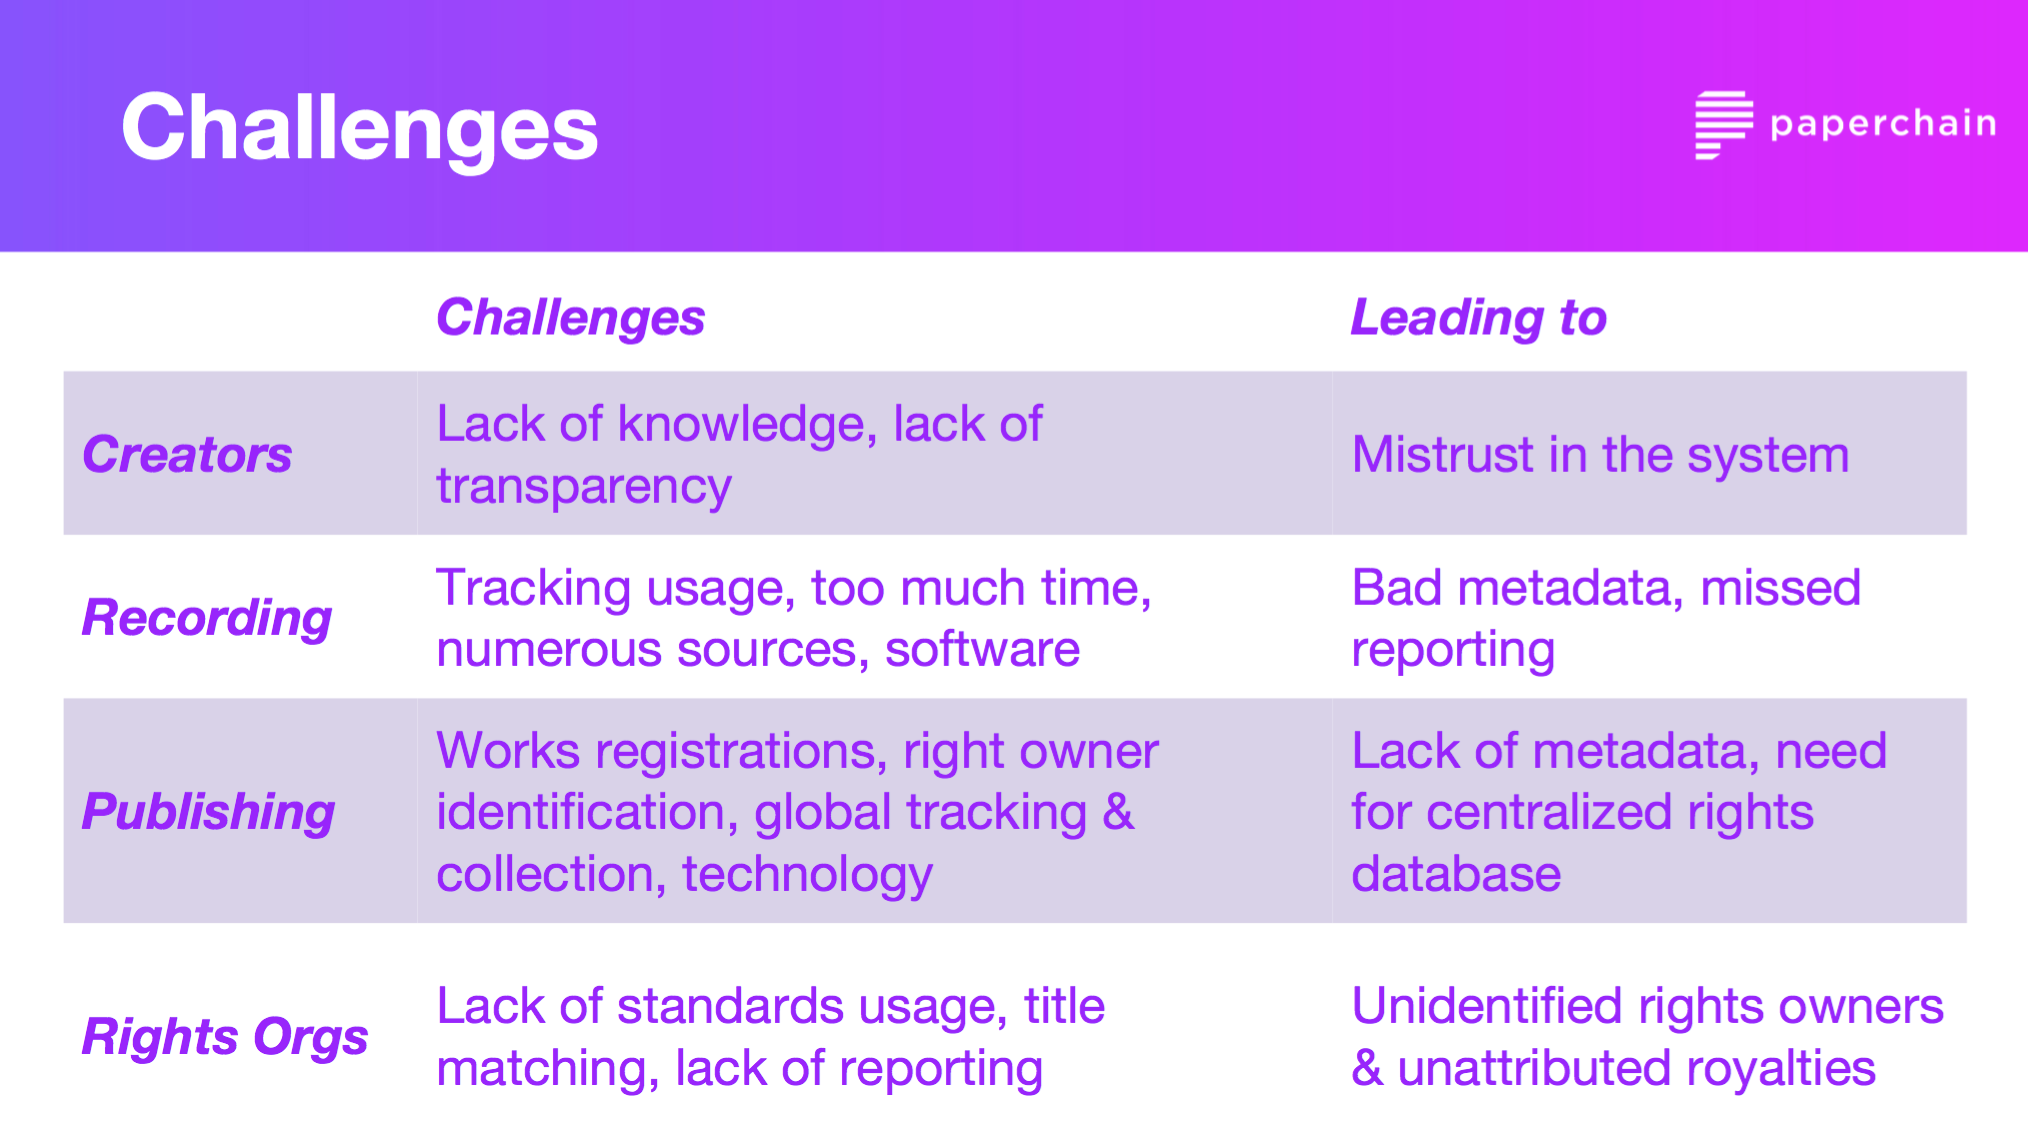 Challenges
paperchain
Challenges
Leading to
Creators
Lack of knowledge, lack of
transparency
Mistrust in the system
Recording
Tracking usage, too much time,
numerous sources, software
Bad metadata, missed
reporting
Publishing
Works registrations, right owner
identification, global tracking &
collection, technology
Lack of metadata, need
for centralized rights
database
Rights Orgs
Lack of standards usage, title
matching, lack of reporting
Unidentified rights owners
& unattributed royalties